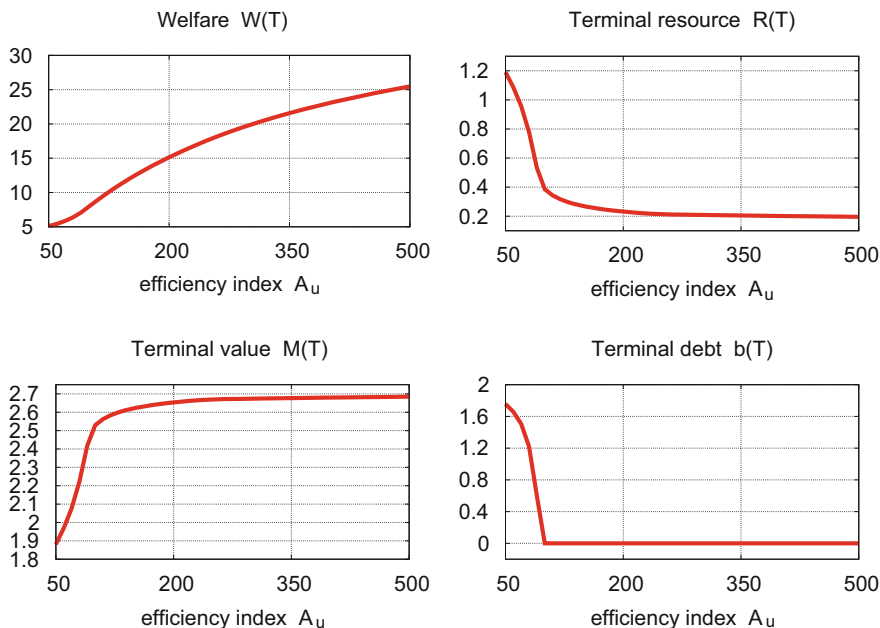 Welfare W(T)
30
25
20
15
10
5
50 200 350 500
efficiency index A_u
Terminal resource R(T)
1.2
1
0.8
0.6
0.4
0.2
50 200 350 500
efficiency index A_u
Terminal value M(T)
2.7
2.6
2.5
2.4
2.3
2.2
2.1
2
1.9
1.8
50 200 350 500
efficiency index A_u
Terminal debt b(T)
2
1.6
1.2
0.8
0.4
0
50 200 350 500
efficiency index A_u